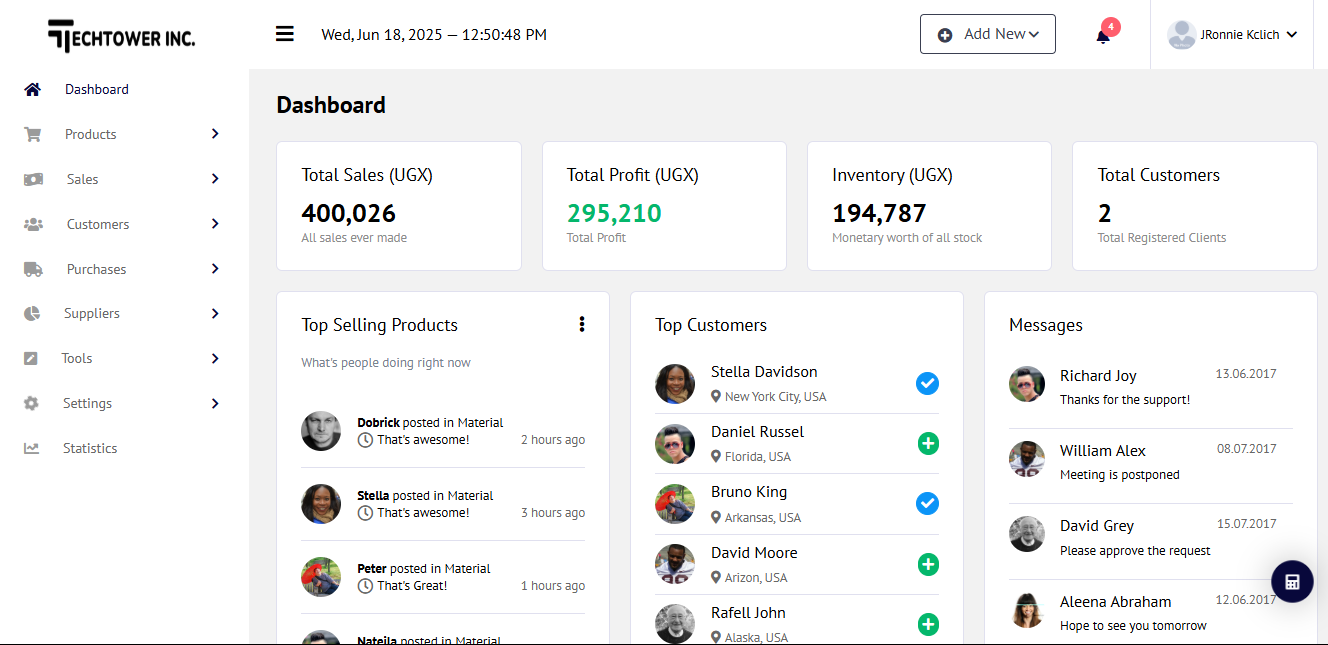 TECHTOWER INC.
Wed, Jun 18, 2025 — 12:50:48 PM
Add New
4
JRonnie Kclich
Dashboard
Products
Sales
Customers
Purchases
Suppliers
Tools
Settings
Statistics
Dashboard
Total Sales (UGX)
400,026
All sales ever made
Total Profit (UGX)
295,210
Total Profit
Inventory (UGX)
194,787
Monetary worth of all stock
Total Customers
2
Total Registered Clients
Top Selling Products
What's people doing right now
Dobrick posted in Material
That's awesome! 2 hours ago
Stella posted in Material
That's awesome! 3 hours ago
Peter posted in Material
That's Great! 1 hours ago
Nateila posted in Material
Top Customers
Stella Davidson
New York City, USA
Daniel Russel
Florida, USA
Bruno King
Arkansas, USA
David Moore
Arizon, USA
Rafell John
Alaska, USA
Messages
Richard Joy 13.06.2017
Thanks for the support!
William Alex 08.07.2017
Meeting is postponed
David Grey 15.07.2017
Please approve the request
Aleena Abraham 12.06.2017
Hope to see you tomorrow